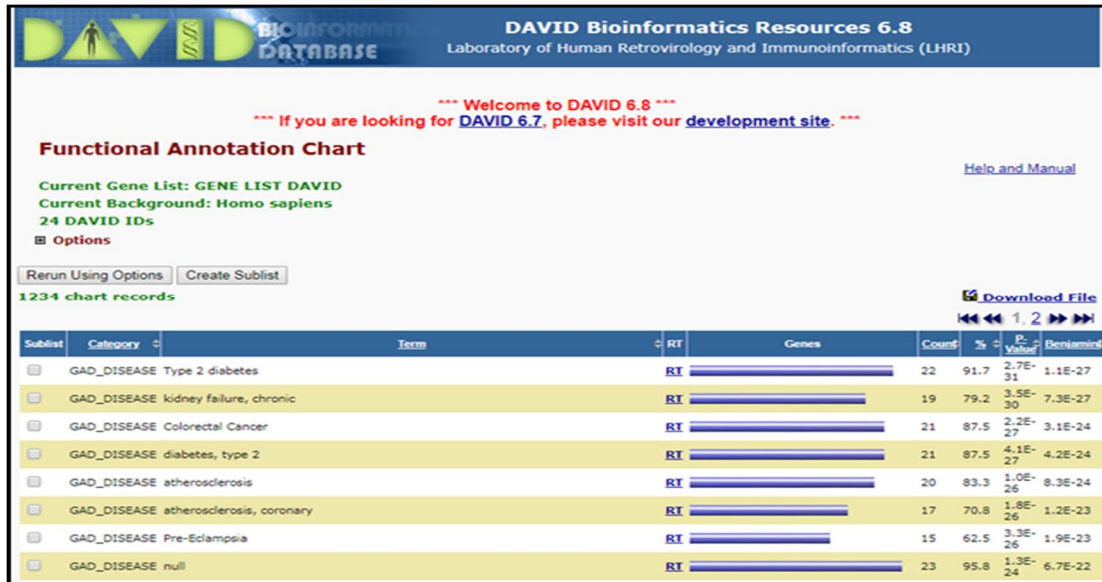 DAVID BIOINFORMATICS DATABASE
DAVID Bioinformatics Resources 6.8
Laboratory of Human Retrovirology and Immunoinformatics (LHRI)
*** Welcome to DAVID 6.8 ***
*** If you are looking for DAVID 6.7, please visit our development site. ***
Functional Annotation Chart
Help and Manual
Current Gene List: GENE LIST DAVID
Current Background: Homo sapiens
24 DAVID IDs
Options
Rerun Using Options Create Sublist
1234 chart records
Download File
1, 2
Sublist Category Term RT Genes Count % P-Value Benjamini
GAD_DISEASE Type 2 diabetes RT 22 91.7 2.7E-31 1.1E-27
GAD_DISEASE kidney failure, chronic RT 19 79.2 3.5E-30 7.3E-27
GAD_DISEASE Colorectal Cancer RT 21 87.5 2.2E-27 3.1E-24
GAD_DISEASE diabetes, type 2 RT 21 87.5 4.1E-27 4.2E-24
GAD_DISEASE atherosclerosis RT 20 83.3 1.0E-26 8.3E-24
GAD_DISEASE atherosclerosis, coronary RT 17 70.8 1.8E-26 1.2E-23
GAD_DISEASE Pre-Eclampsia RT 15 62.5 3.3E-26 1.9E-23
GAD_DISEASE null RT 23 95.8 1.3E-24 6.7E-22